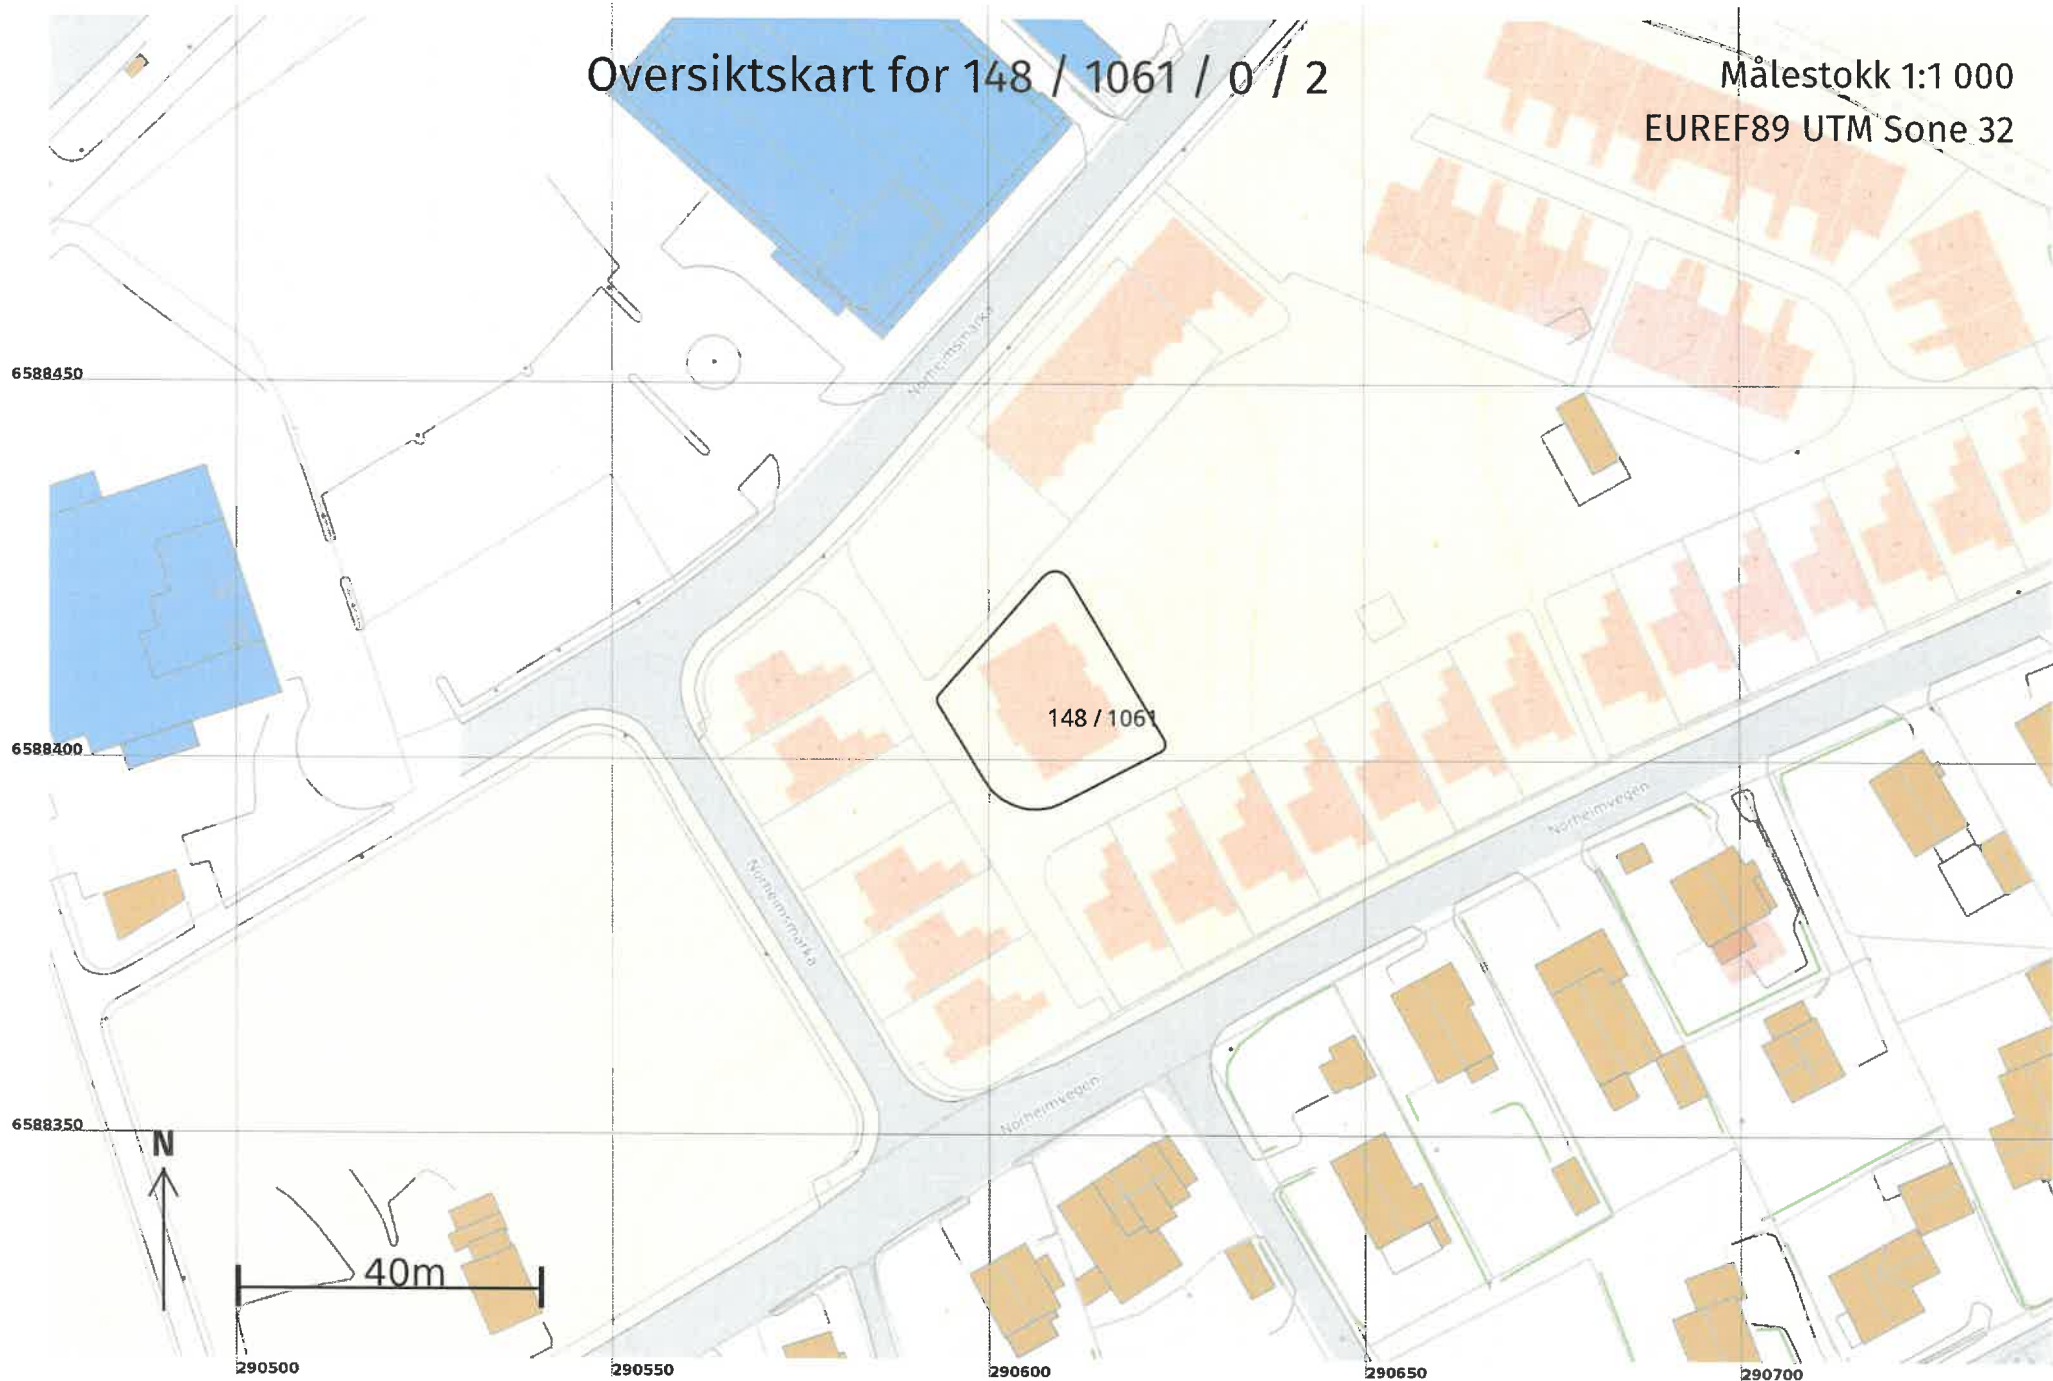 Oversiktskart for 148 / 1061 / 0 / 2
Målestokk 1:1 000
EUREF89 UTM Sone 32
Norheimsmarka
6588450
148 / 1061
6588400
Norheimvegen
Norheimsmarka
Norheimvegen
6588350
N
40m
290500
290550
290600
290650
290700